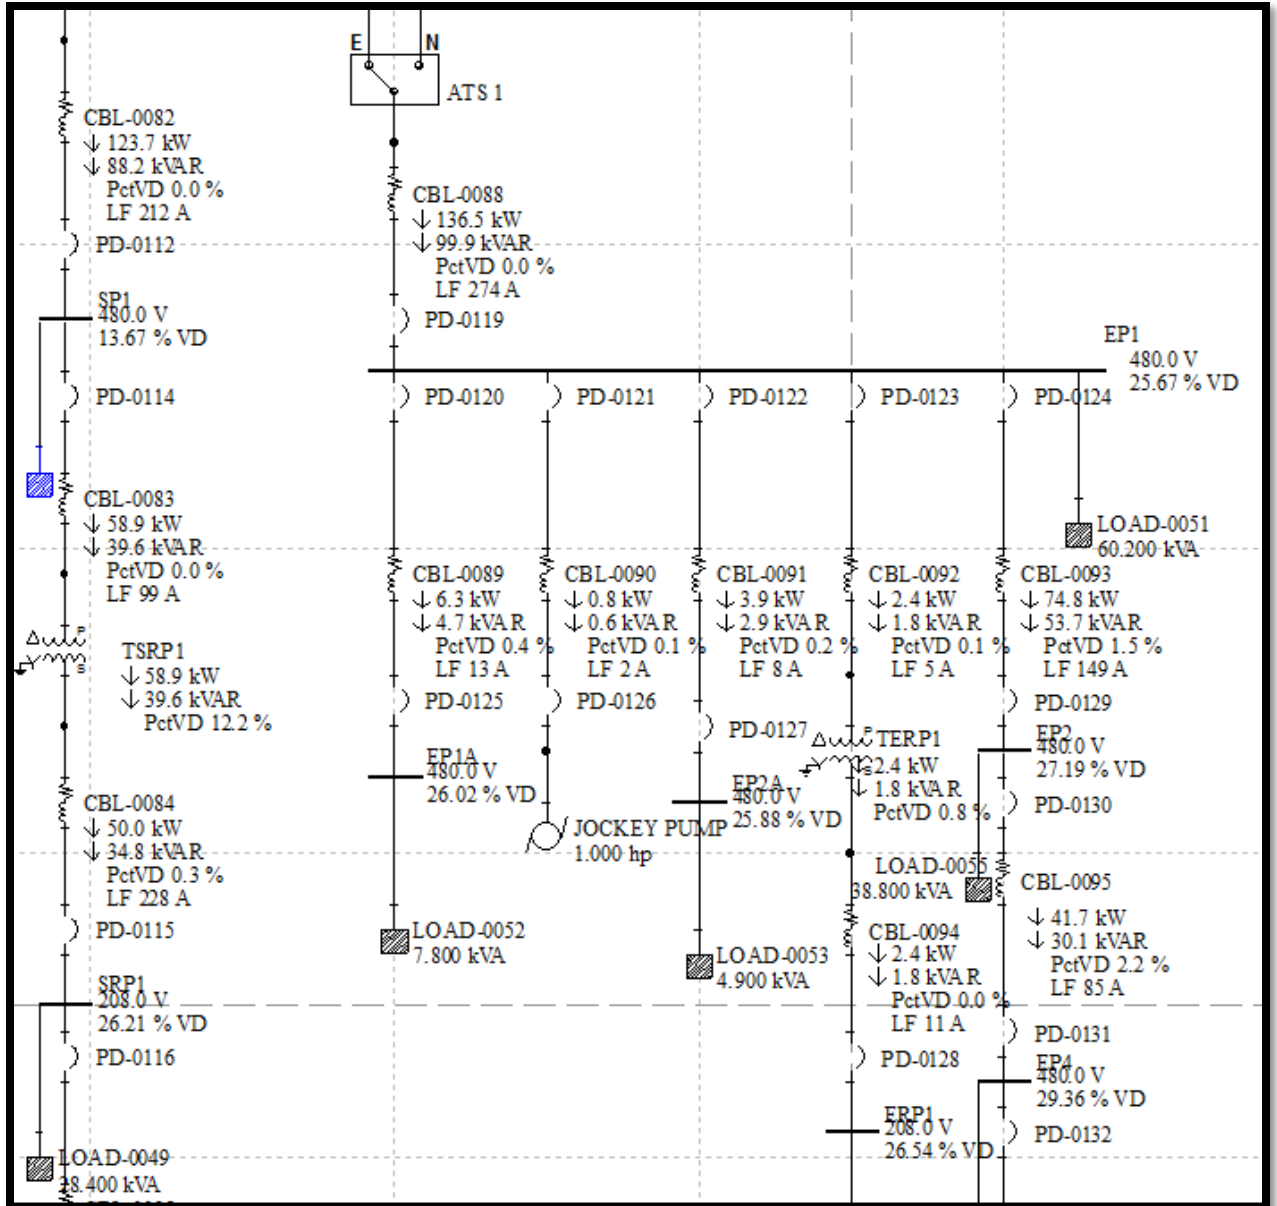 E
N
ATS 1
CBL-0082
123.7 kW
88.2 kVAR
PctVD 0.0 %
LF 212 A
PD-0112
SP1
480.0 V
13.67 % VD
PD-0114
CBL-0083
58.9 kW
39.6 kVAR
PctVD 0.0 %
LF 99 A
P
S
TSRP1
58.9 kW
39.6 kVAR
PctVD 12.2 %
CBL-0084
50.0 kW
34.8 kVAR
PctVD 0.3 %
LF 228 A
PD-0115
SRP1
208.0 V
26.21 % VD
PD-0116
LOAD-0049
28.400 kVA
CBL-0088
136.5 kW
99.9 kVAR
PctVD 0.0 %
LF 274 A
PD-0119
EP1
480.0 V
25.67 % VD
PD-0120
PD-0121
PD-0122
PD-0123
PD-0124
LOAD-0051
60.200 kVA
CBL-0089
6.3 kW
4.7 kVAR
PctVD 0.4 %
LF 13 A
PD-0125
EP1A
480.0 V
26.02 % VD
LOAD-0052
7.800 kVA
CBL-0090
0.8 kW
0.6 kVAR
PctVD 0.1 %
LF 2 A
PD-0126
JOCKEY PUMP
1.000 hp
CBL-0091
3.9 kW
2.9 kVAR
PctVD 0.2 %
LF 8 A
PD-0127
EP2A
480.0 V
25.88 % VD
LOAD-0053
4.900 kVA
CBL-0092
2.4 kW
1.8 kVAR
PctVD 0.1 %
LF 5 A
P
S
TERP1
2.4 kW
1.8 kVAR
PctVD 0.8 %
CBL-0094
2.4 kW
1.8 kVAR
PctVD 0.0 %
LF 11 A
PD-0128
ERP1
208.0 V
26.54 % VD
CBL-0093
74.8 kW
53.7 kVAR
PctVD 1.5 %
LF 149 A
PD-0129
EP2
480.0 V
27.19 % VD
PD-0130
LOAD-0055
38.800 kVA
CBL-0095
41.7 kW
30.1 kVAR
PctVD 2.2 %
LF 85 A
PD-0131
EP4
480.0 V
29.36 % VD
PD-0132